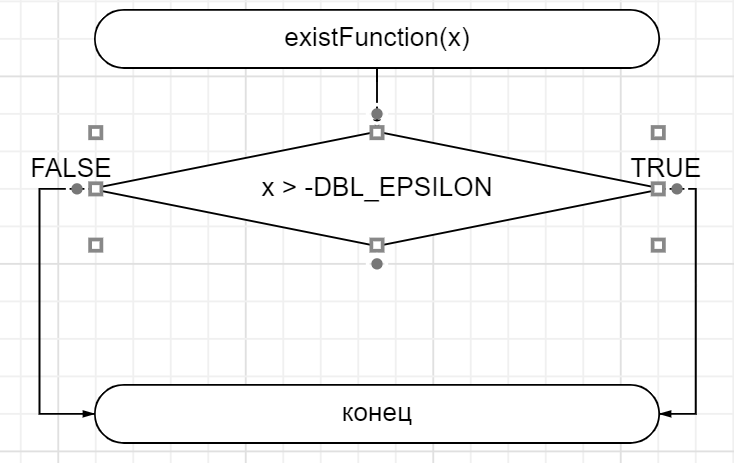 existFunction(x)
FALSE
TRUE
x > -DBL_EPSILON
конец